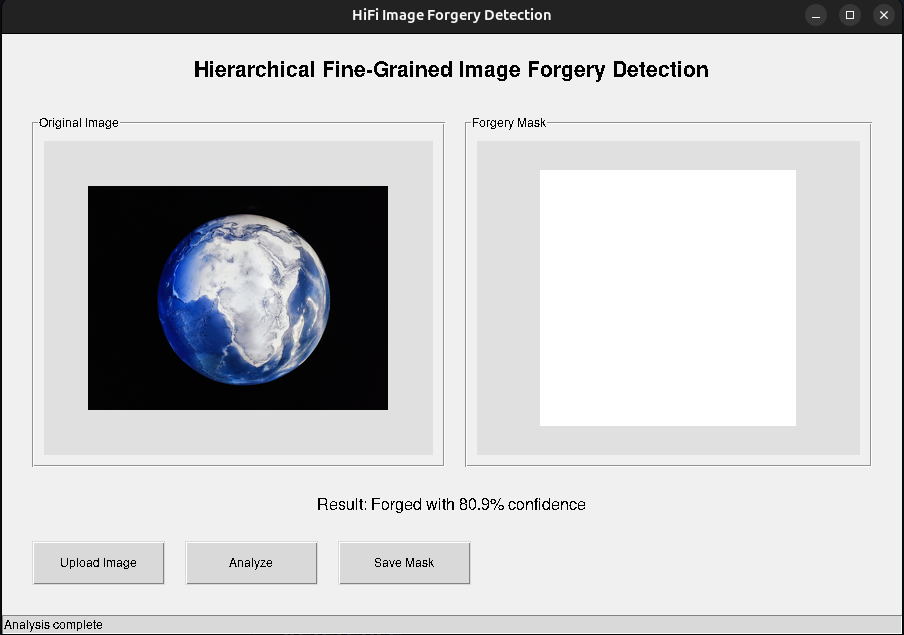 HiFi Image Forgery Detection
Hierarchical Fine-Grained Image Forgery Detection
Original Image
Forgery Mask
Result: Forged with 80.9% confidence
Upload Image
Analyze
Save Mask
Analysis complete